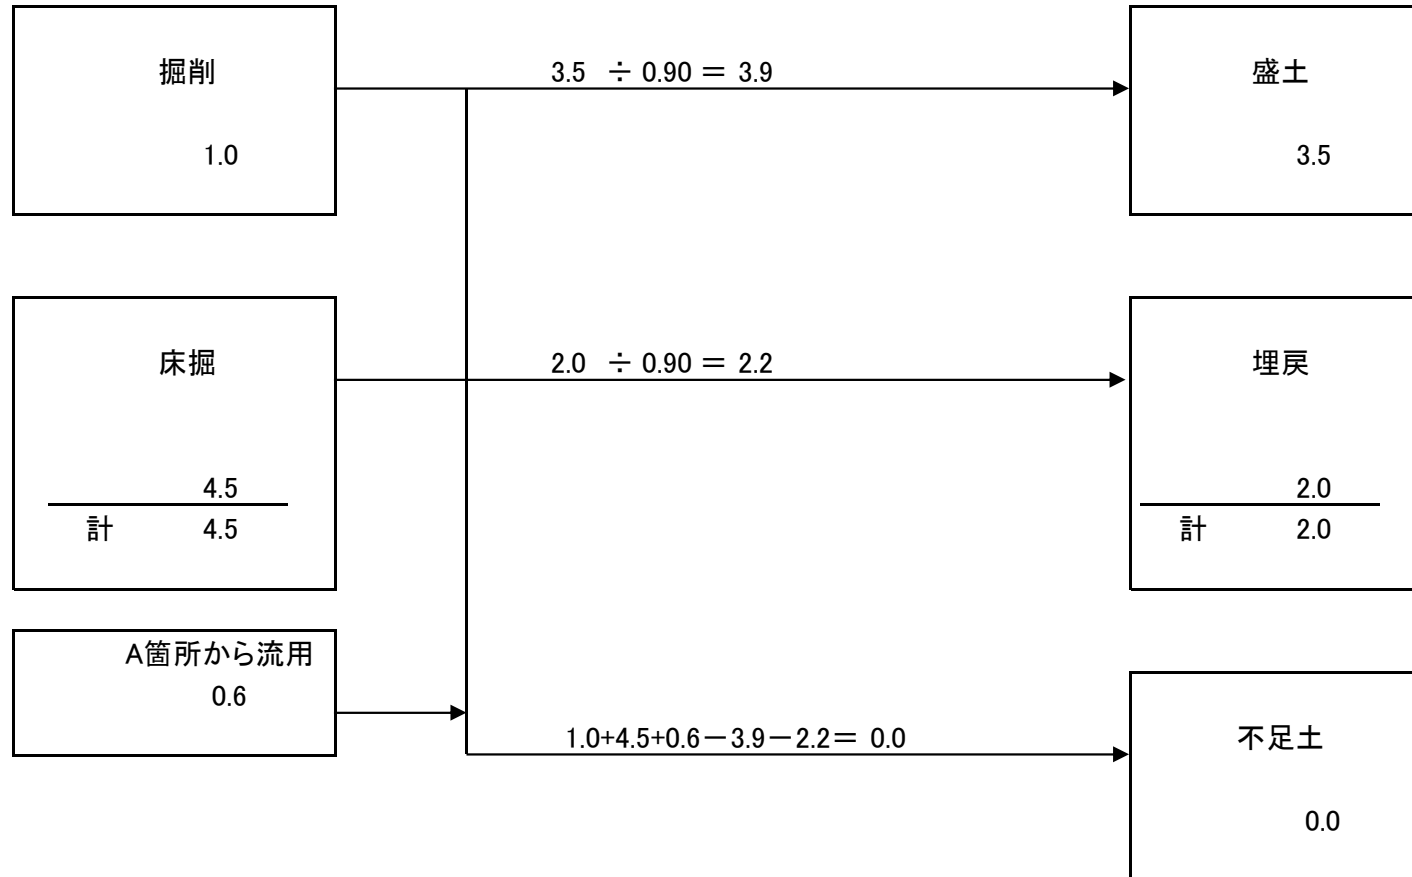 掘削
1.0
3.5 ÷ 0.90 = 3.9
盛土
3.5
床掘
4.5
計 4.5
2.0 ÷ 0.90 = 2.2
埋戻
2.0
計 2.0
A箇所から流用
0.6
1.0+4.5+0.6－3.9－2.2＝ 0.0
不足土
0.0